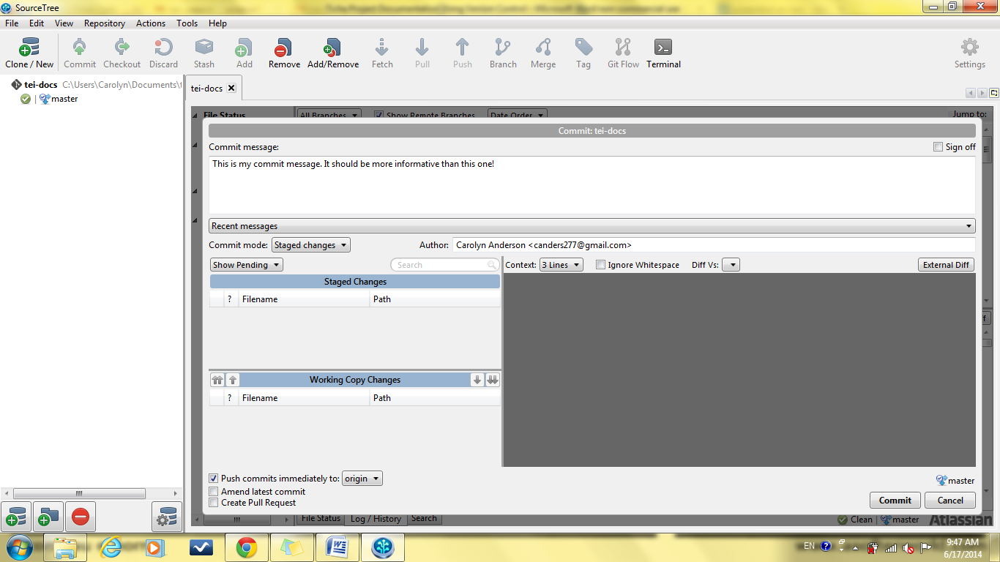 SourceTree
File Edit View Repository Actions Tools Help
Clone / New Commit Checkout Discard Stash Add Remove Add/Remove Fetch Pull Push Branch Merge Tag Git Flow Terminal Settings
tei-docs C:\Users\Carolyn\Documents\t
master
tei-docs
File Status All Branches Show Remote Branches Date Order Jump to:
Commit: tei-docs
Commit message: Sign off
This is my commit message. It should be more informative than this one!
Recent messages
Commit mode: Staged changes Author: Carolyn Anderson <canders277@gmail.com>
Show Pending Search Context: 3 Lines Ignore Whitespace Diff Vs: External Diff
Staged Changes
? Filename Path
Working Copy Changes
? Filename Path
Push commits immediately to: origin
master
Amend latest commit
Create Pull Request
Commit Cancel
File Status Log / History Search Clean master Atlassian
EN 9:47 AM
6/17/2014